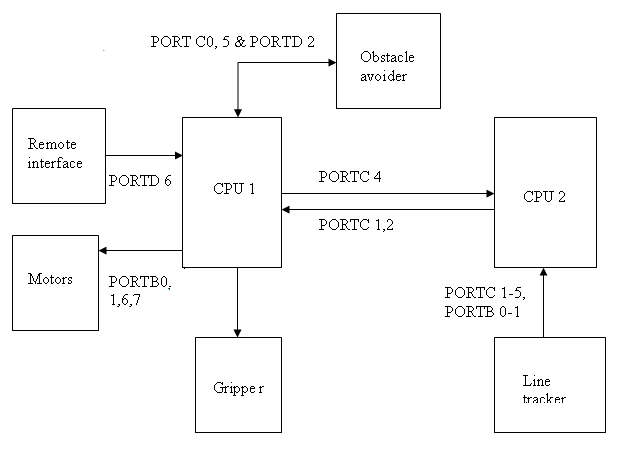 PORT C0, 5 & PORTD 2
Obstacle
avoider
Remote
interface
PORTD 6
CPU 1
PORTC 4
CPU 2
PORTC 1,2
Motors
PORTB0,
1,6,7
PORTC 1-5,
PORTB 0-1
Gripper
Line
tracker